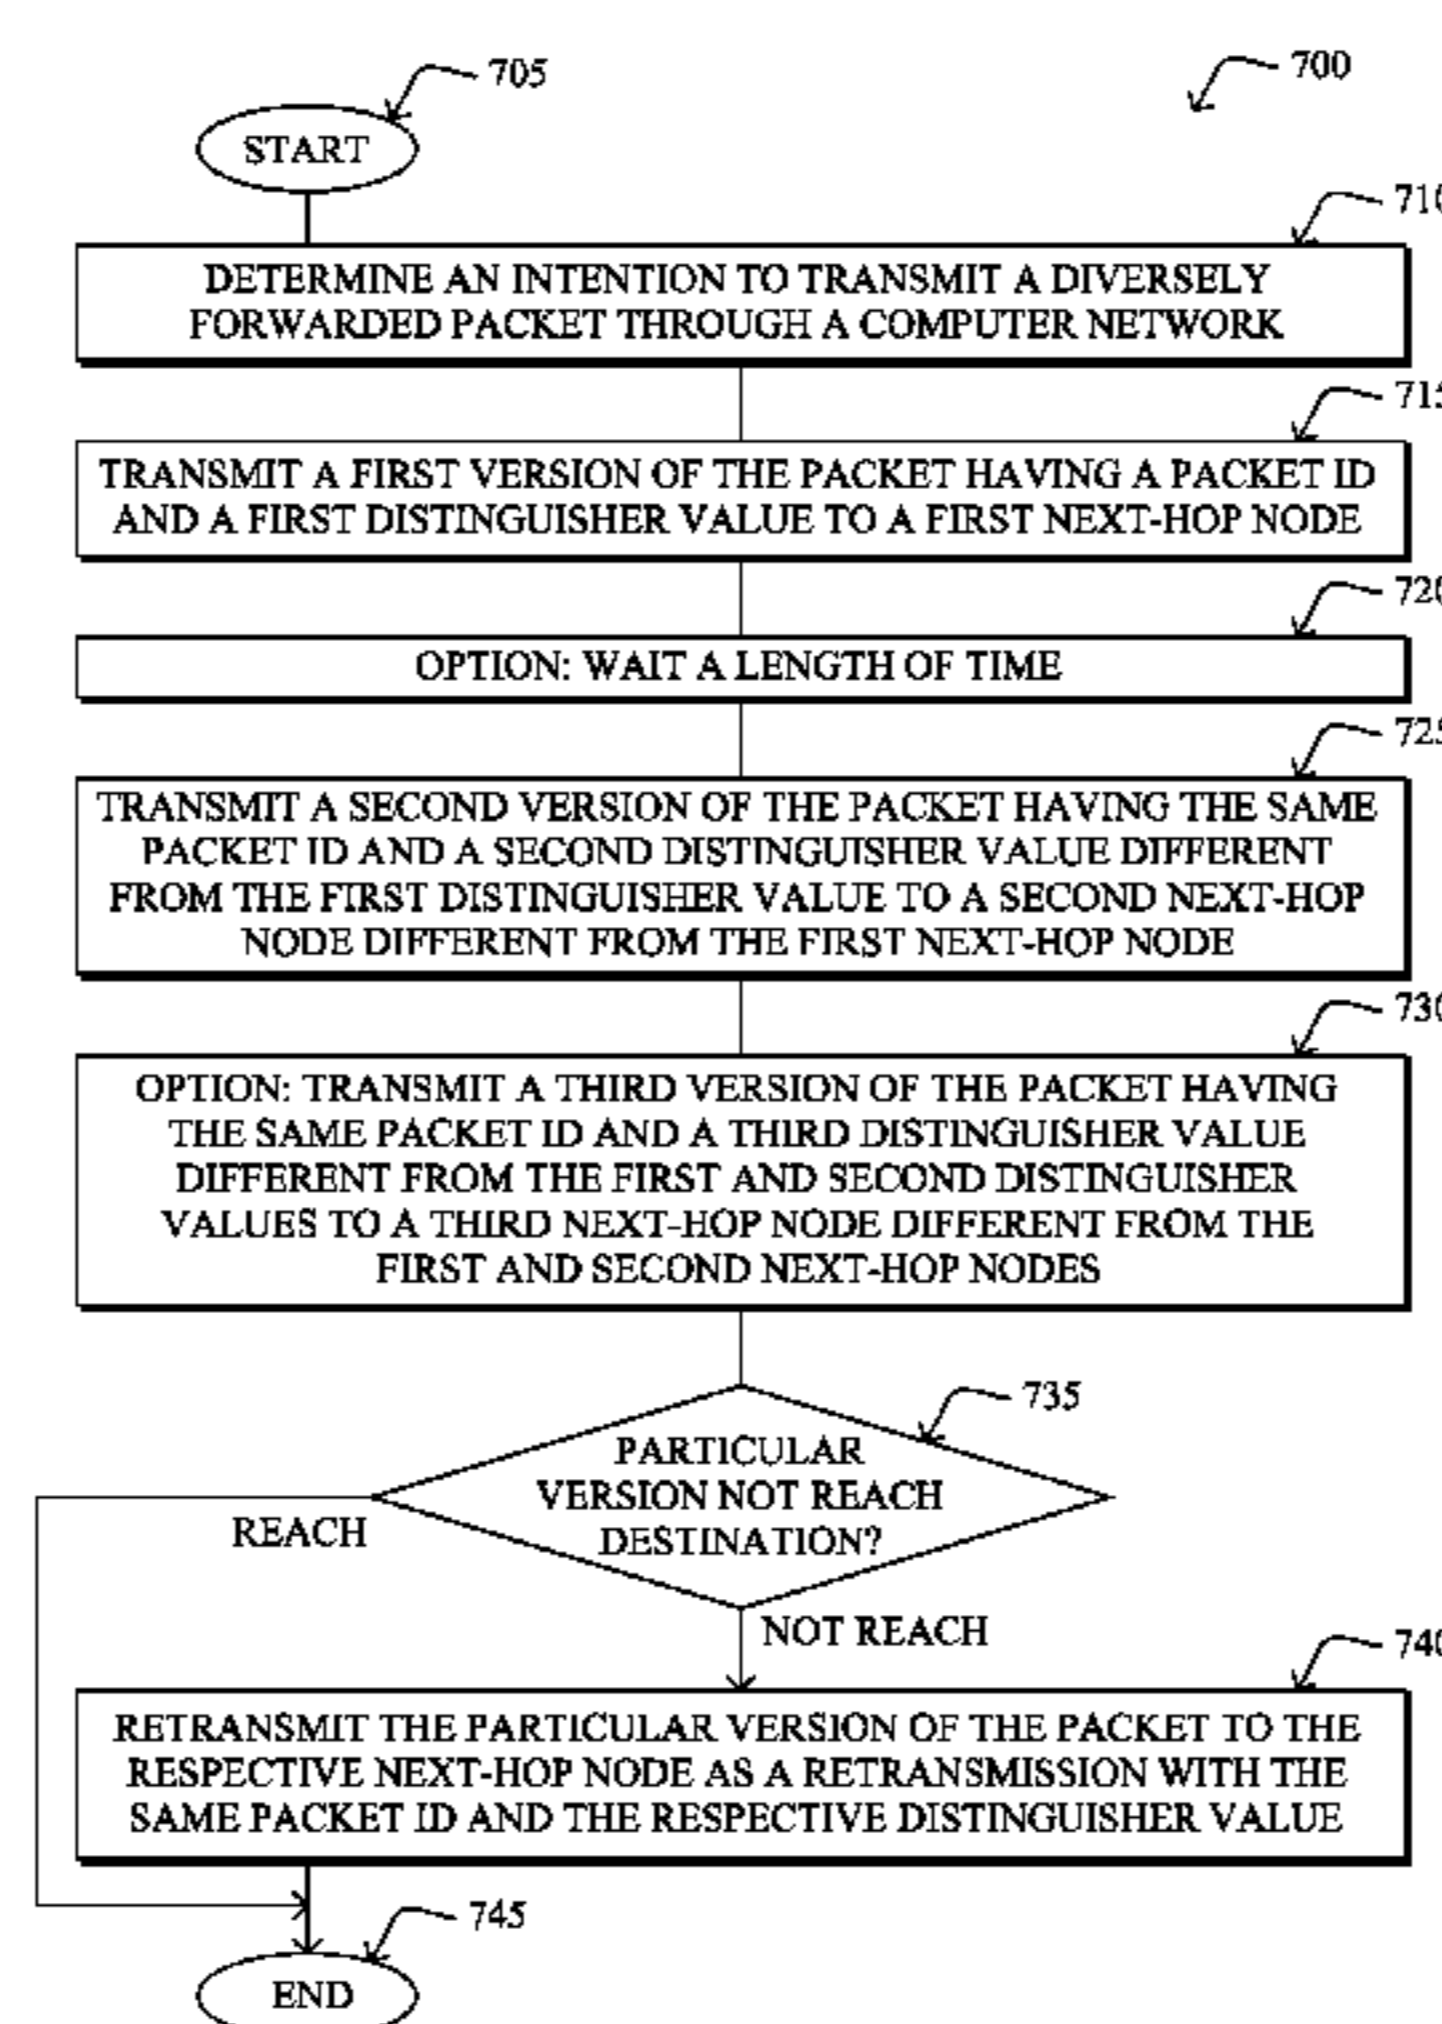 705
700
START
710
DETERMINE AN INTENTION TO TRANSMIT A DIVERSELY
FORWARDED PACKET THROUGH A COMPUTER NETWORK
715
TRANSMIT A FIRST VERSION OF THE PACKET HAVING A PACKET ID
AND A FIRST DISTINGUISHER VALUE TO A FIRST NEXT-HOP NODE
720
OPTION: WAIT A LENGTH OF TIME
725
TRANSMIT A SECOND VERSION OF THE PACKET HAVING THE SAME
PACKET ID AND A SECOND DISTINGUISHER VALUE DIFFERENT
FROM THE FIRST DISTINGUISHER VALUE TO A SECOND NEXT-HOP
NODE DIFFERENT FROM THE FIRST NEXT-HOP NODE
730
OPTION: TRANSMIT A THIRD VERSION OF THE PACKET HAVING
THE SAME PACKET ID AND A THIRD DISTINGUISHER VALUE
DIFFERENT FROM THE FIRST AND SECOND DISTINGUISHER
VALUES TO A THIRD NEXT-HOP NODE DIFFERENT FROM THE
FIRST AND SECOND NEXT-HOP NODES
735
PARTICULAR
VERSION NOT REACH
DESTINATION?
REACH
NOT REACH
740
RETRANSMIT THE PARTICULAR VERSION OF THE PACKET TO THE
RESPECTIVE NEXT-HOP NODE AS A RETRANSMISSION WITH THE
SAME PACKET ID AND THE RESPECTIVE DISTINGUISHER VALUE
745
END